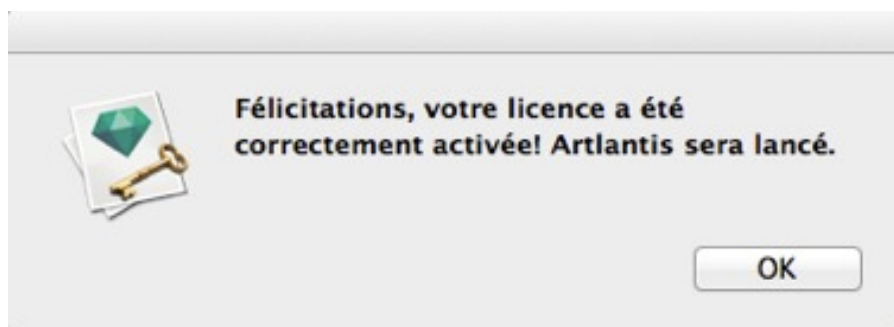 Félicitations, votre licence a été
correctement activée! Artlantis sera lancé.
OK